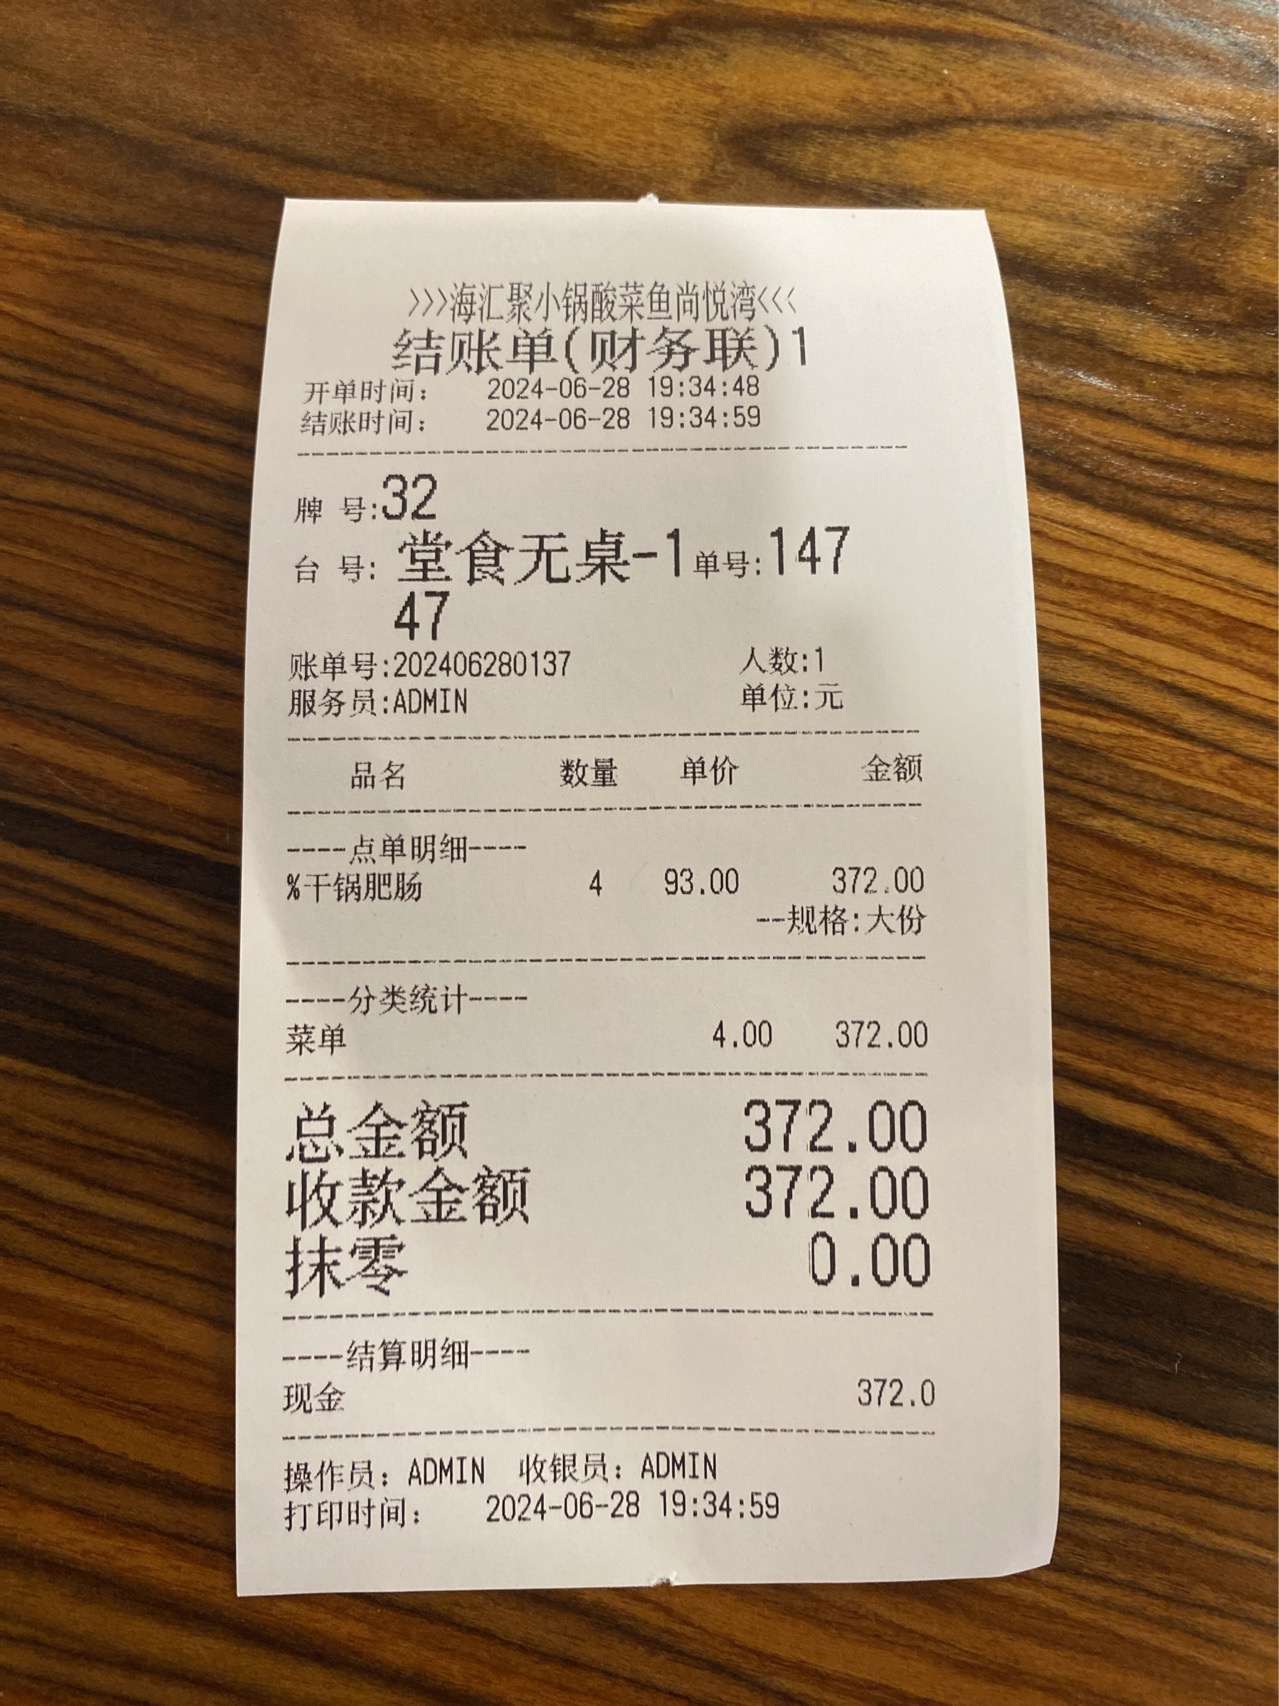 >>>海汇聚小锅酸菜鱼尚悦湾<<<
结账单(财务联)1
开单时间： 2024-06-28 19:34:48
结账时间： 2024-06-28 19:34:59
牌 号:32
台 号: 堂食无桌-1单号:147
47
账单号:202406280137 人数:1
服务员:ADMIN 单位:元
品名 数量 单价 金额
----点单明细----
%干锅肥肠 4 93.00 372.00
--规格:大份
----分类统计----
菜单 4.00 372.00
总金额 372.00
收款金额 372.00
抹零 0.00
----结算明细----
现金 372.0
操作员：ADMIN 收银员：ADMIN
打印时间： 2024-06-28 19:34:59